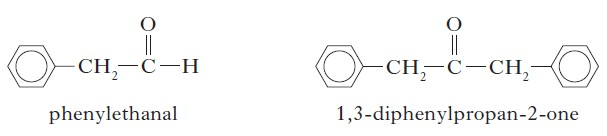 O
CH₂—C—H
phenylethanal
O
CH₂—C—CH₂
1,3-diphenylpropan-2-one